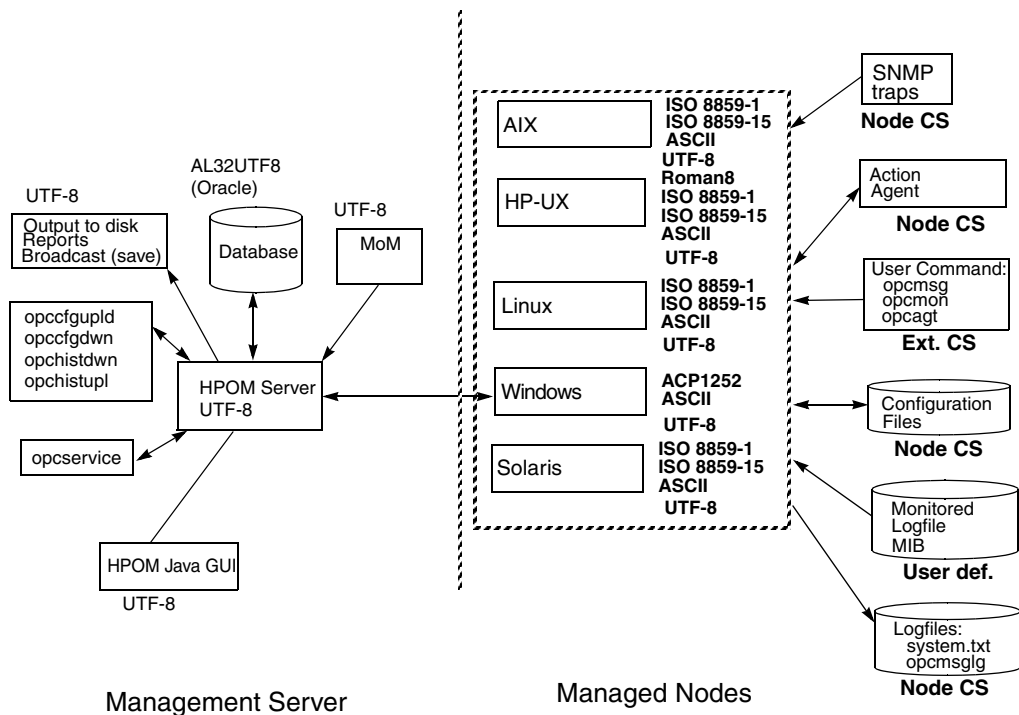 UTF-8
Output to disk
Reports
Broadcast (save)
AL32UTF8
(Oracle)
Database
UTF-8
MoM
opccfgupld
opccfgdwn
opchistdwn
opchistupl
HPOM Server
UTF-8
opcservice
HPOM Java GUI
UTF-8
Management Server
AIX
ISO 8859-1
ISO 8859-15
ASCII
UTF-8
HP-UX
Roman8
ISO 8859-1
ISO 8859-15
ASCII
UTF-8
Linux
ISO 8859-1
ISO 8859-15
ASCII
UTF-8
Windows
ACP1252
ASCII
UTF-8
Solaris
ISO 8859-1
ISO 8859-15
ASCII
UTF-8
Managed Nodes
SNMP
traps
Node CS
Action
Agent
Node CS
User Command:
opcmsg
opcmon
opcagt
Ext. CS
Configuration
Files
Node CS
Monitored
Logfile
MIB
User def.
Logfiles:
system.txt
opcmsglg
Node CS